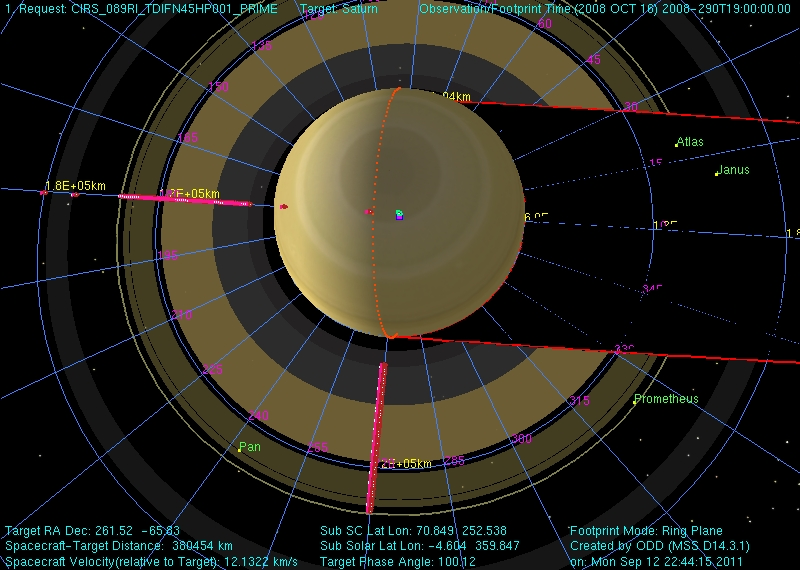 1. Request: CIRS_089RI_TDIFN45HP001_PRIME Target: Saturn Observation/Footprint Time:(2008 OCT 16) 2008-290T19:00:00.00
60
135
45
150
30
04km
Atlas
165
15
Janus
1.8E+05km
195
345
210
330
225
Prometheus
315
240
300
Pan
255
285
2E+05km
Target RA Dec: 261.52 -65.83 Sub SC Lat Lon: 70.849 252.538 Footprint Mode: Ring Plane
Spacecraft-Target Distance: 360454 km Sub Solar Lat Lon: -4.604 359.847 Created by ODD (MSS D14.3.1)
Spacecraft Velocity(relative to Target): 12.1322 km/s Target Phase Angle: 100.12 on: Mon Sep 12 22:44:15 2011